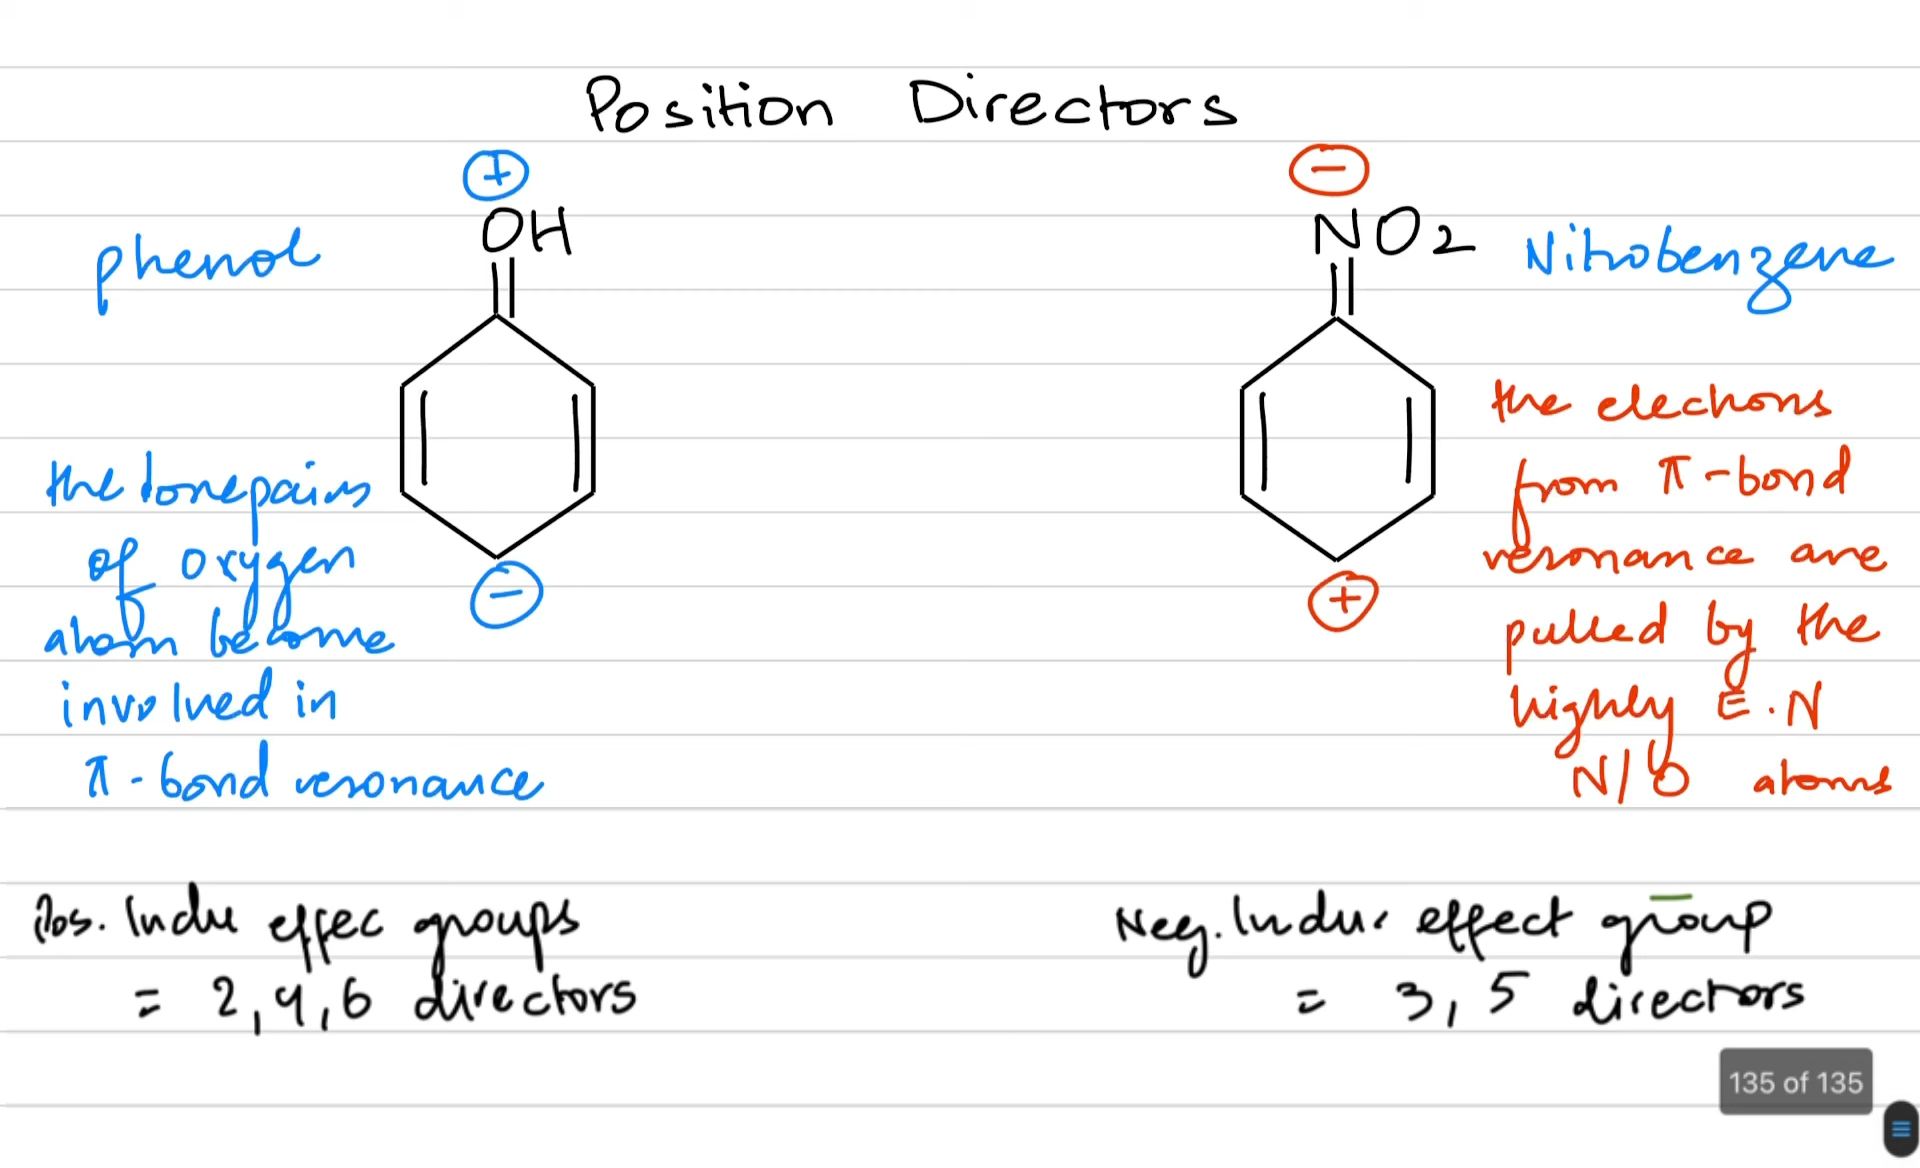 Position Directors
+
OH
phenol
−
the lonepairs
of oxygen
atom become
involved in
π-bond resonance
−
NO2
Nitrobenzene
+
the electrons
from π-bond
resonance are
pulled by the
highly E.N
N/O atoms
Pos. Indu effec groups
= 2,4,6 directors
Neg. Induc effect group
= 3,5 directors
135 of 135